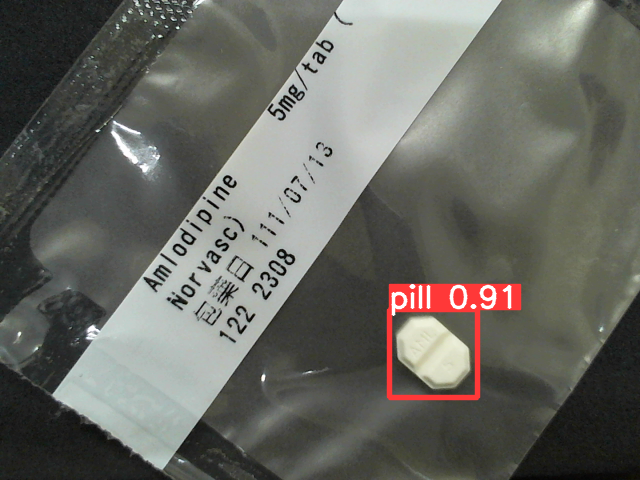 Amlodipine 5mg/tab (
Norvasc)
包藥日 111/07/13
122 2308
pill 0.91